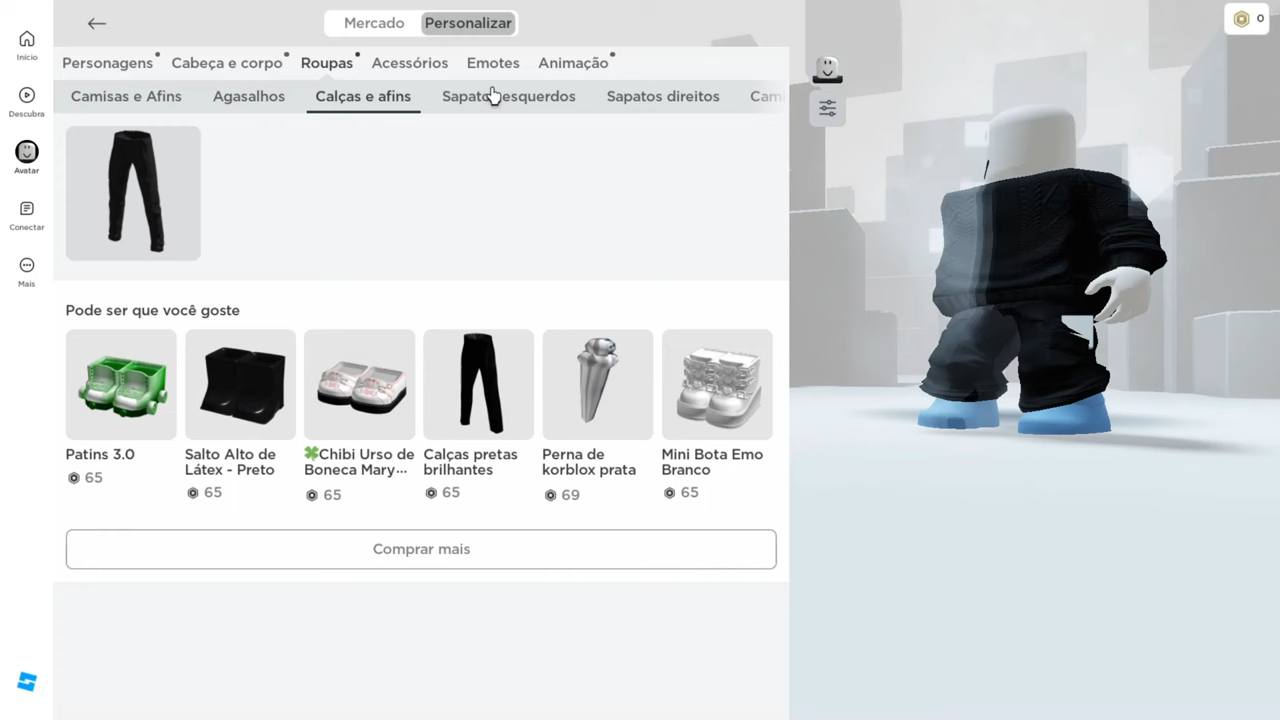 Mercado Personalizar
0
Início
Personagens Cabeça e corpo Roupas Acessórios Emotes Animação
Camisas e Afins Agasalhos Calças e afins Sapatos esquerdos Sapatos direitos Cami
Descubra
Avatar
Conectar
Mais
Pode ser que você goste
Patins 3.0
65
Salto Alto de
Látex - Preto
65
🍀Chibi Urso de
Boneca Mary...
65
Calças pretas
brilhantes
65
Perna de
korblox prata
69
Mini Bota Emo
Branco
65
Comprar mais